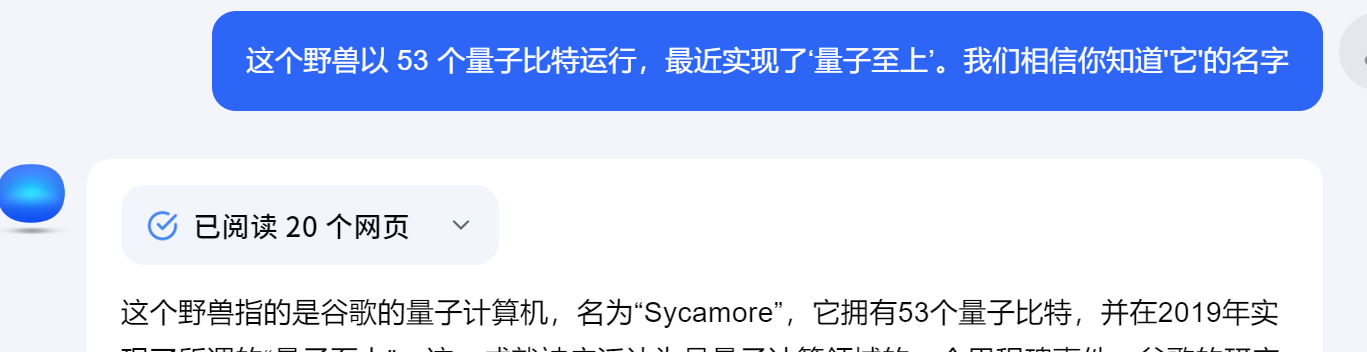 这个野兽以 53 个量子比特运行，最近实现了‘量子至上’。我们相信你知道'它'的名字
已阅读 20 个网页
这个野兽指的是谷歌的量子计算机，名为“Sycamore”，它拥有53个量子比特，并在2019年实